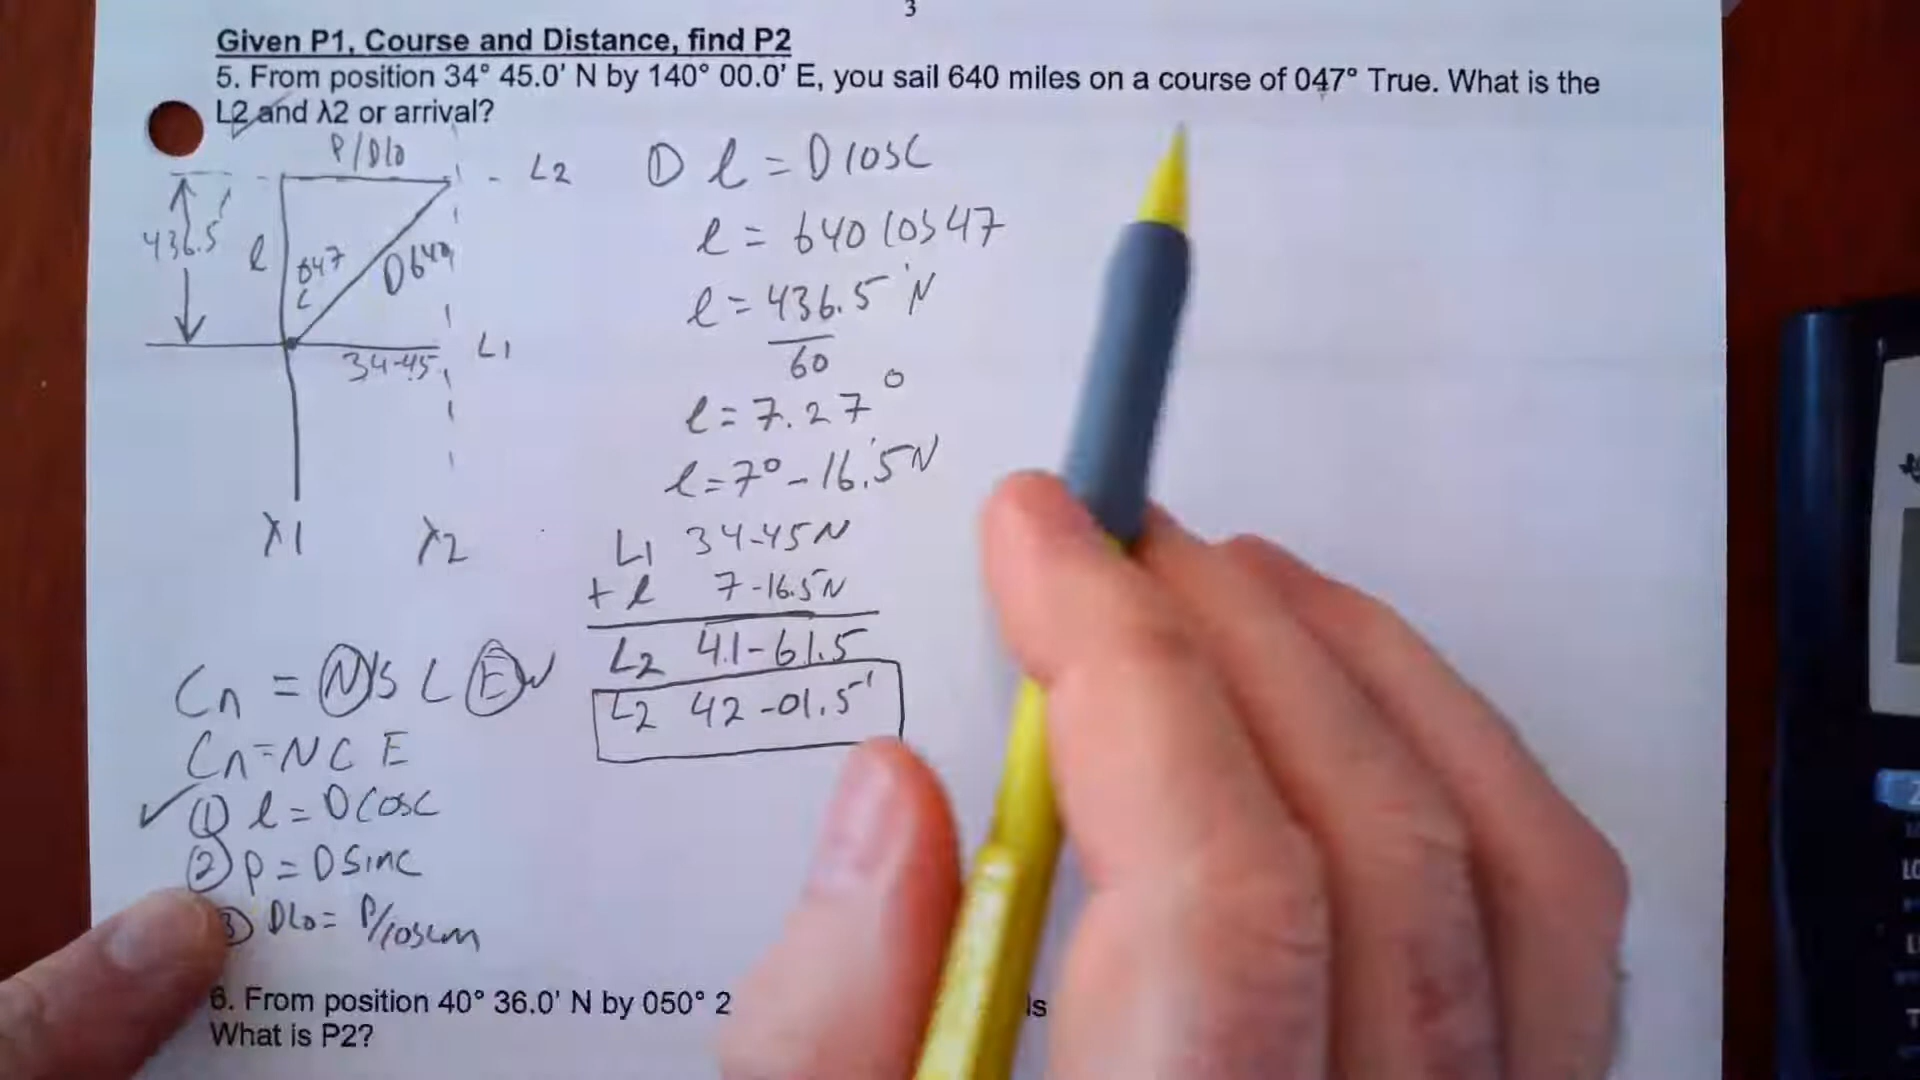 3
Given P1, Course and Distance, find P2
5. From position 34° 45.0' N by 140° 00.0' E, you sail 640 miles on a course of 047° True. What is the
L2 and λ2 or arrival?
P/Dlo
L2
436.5'
l
047
C
D 640
34-45
L1
λ1
λ2
Cn = N/S C E/W
Cn = N C E
✓ ① l = D cos C
② p = D sin C
③ Dlo = P/cos Lm
① l = D cos C
l = 640 cos 47
l = 436.5' N
60
l = 7.27°
l = 7° - 16.5' N
L1 34-45 N
+ l 7-16.5 N
L2 41-61.5
L2 42-01.5'
6. From position 40° 36.0' N by 050° 2
What is P2?